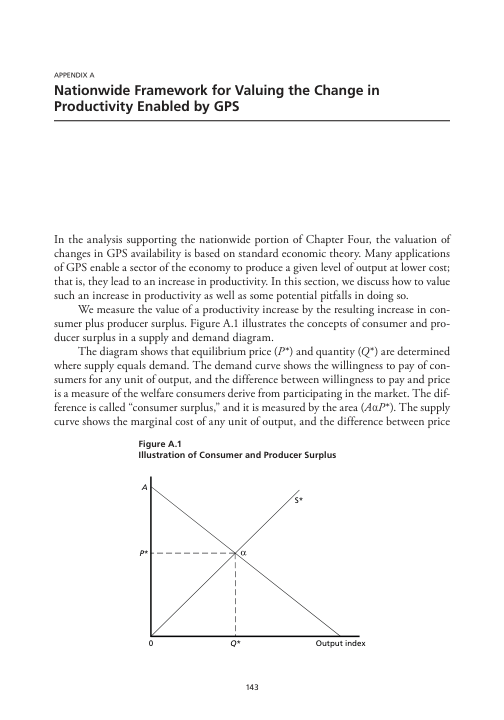 APPENDIX A
Nationwide Framework for Valuing the Change in
Productivity Enabled by GPS
In the analysis supporting the nationwide portion of Chapter Four, the valuation of
changes in GPS availability is based on standard economic theory. Many applications
of GPS enable a sector of the economy to produce a given level of output at lower cost;
that is, they lead to an increase in productivity. In this section, we discuss how to value
such an increase in productivity as well as some potential pitfalls in doing so.
We measure the value of a productivity increase by the resulting increase in con-
sumer plus producer surplus. Figure A.1 illustrates the concepts of consumer and pro-
ducer surplus in a supply and demand diagram.
The diagram shows that equilibrium price (P*) and quantity (Q*) are determined
where supply equals demand. The demand curve shows the willingness to pay of con-
sumers for any unit of output, and the difference between willingness to pay and price
is a measure of the welfare consumers derive from participating in the market. The dif-
ference is called “consumer surplus,” and it is measured by the area (AαP*). The supply
curve shows the marginal cost of any unit of output, and the difference between price
Figure A.1
Illustration of Consumer and Producer Surplus
A
S*
P*
α
0
Q*
Output index
143